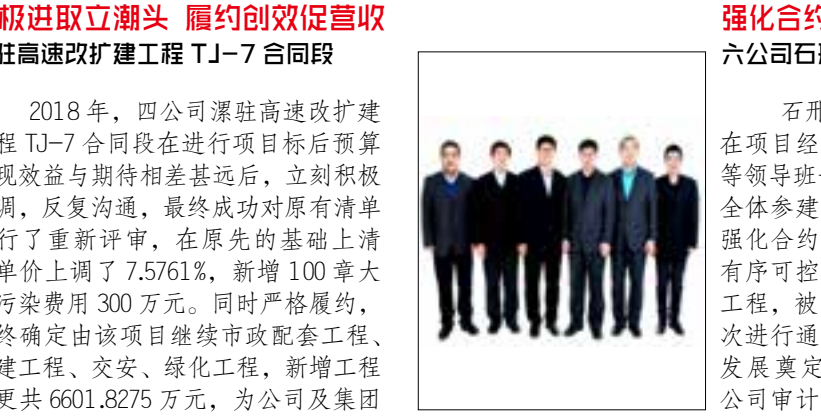 极进取立潮头 履约创效促营收
驻高速改扩建工程 TJ-7 合同段
2018 年，四公司漯驻高速改扩建
程 TJ-7 合同段在进行项目标后预算
现效益与期待相差甚远后，立刻积极
调，反复沟通，最终成功对原有清单
行了重新评审，在原先的基础上清
单价上调了 7.5761%，新增 100 章大
污染费用 300 万元。同时严格履约，
终确定由该项目继续市政配套工程、
建工程、交安、绿化工程，新增工程
更共 6601.8275 万元，为公司及集团
强化合约
六公司石
石
在项目经
等领导班
全体参建
强化合约
有序可控
工程，被
次进行通
发展奠定
公司审计